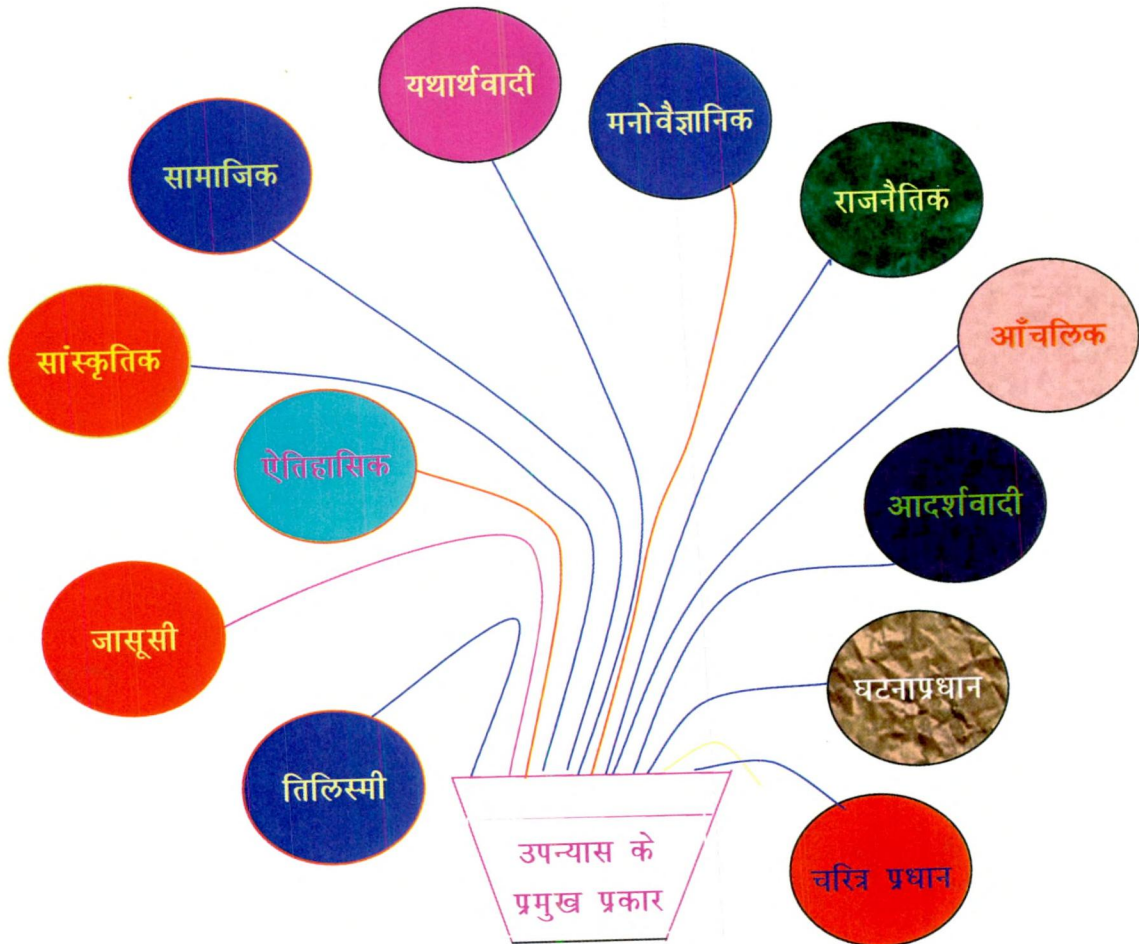 यथार्थवादी
मनोवैज्ञानिक
सामाजिक
राजनैतिक
आँचलिक
सांस्कृतिक
ऐतिहासिक
आदर्शवादी
जासूसी
घटनाप्रधान
तिलिस्मी
चरित्र प्रधान
उपन्यास के
प्रमुख प्रकार